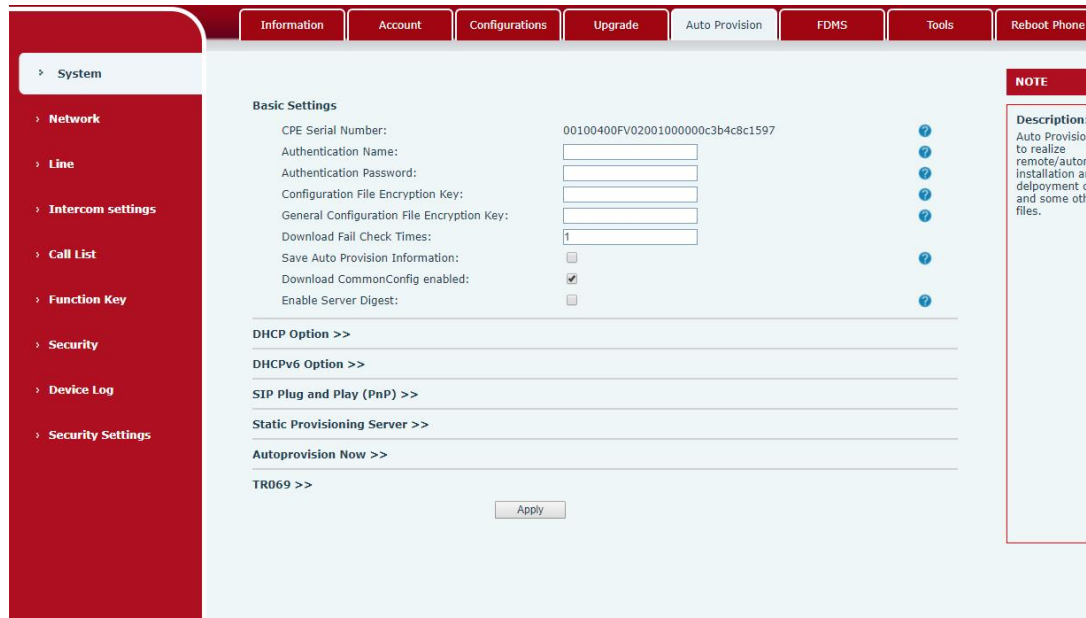 Information Account Configurations Upgrade Auto Provision FDMS Tools Reboot Phone
› System
› Network
› Line
› Intercom settings
› Call List
› Function Key
› Security
› Device Log
› Security Settings
Basic Settings
CPE Serial Number: 00100400FV02001000000c3b4c8c1597
Authentication Name:
Authentication Password:
Configuration File Encryption Key:
General Configuration File Encryption Key:
Download Fail Check Times: 1
Save Auto Provision Information:
Download CommonConfig enabled:
Enable Server Digest:
DHCP Option >>
DHCPv6 Option >>
SIP Plug and Play (PnP) >>
Static Provisioning Server >>
Autoprovision Now >>
TR069 >>
Apply
NOTE
Description:
Auto Provisio
to realize
remote/autor
installation a
delpoyment
and some oth
files.